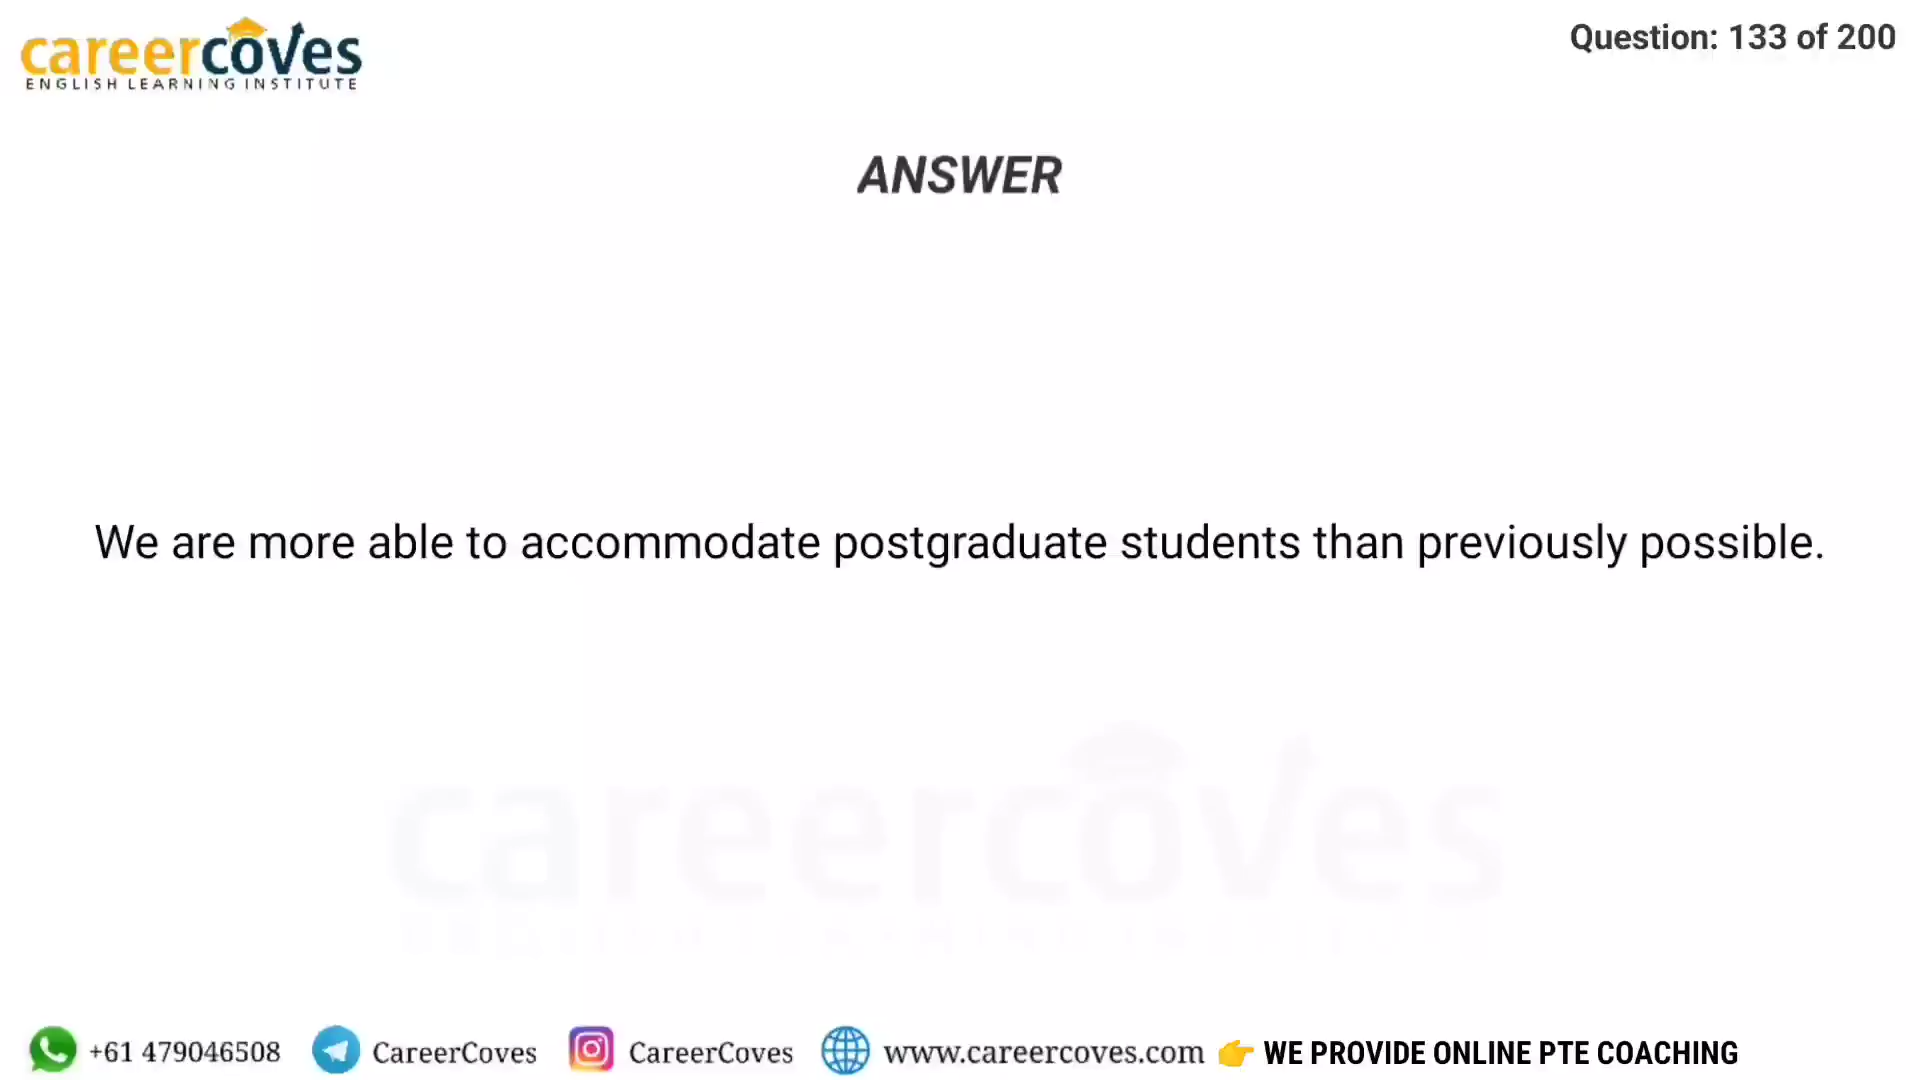 careercoves
ENGLISH LEARNING INSTITUTE
Question: 133 of 200
ANSWER
We are more able to accommodate postgraduate students than previously possible.
careercoves
+61 479046508 CareerCoves CareerCoves www.careercoves.com 👉 WE PROVIDE ONLINE PTE COACHING